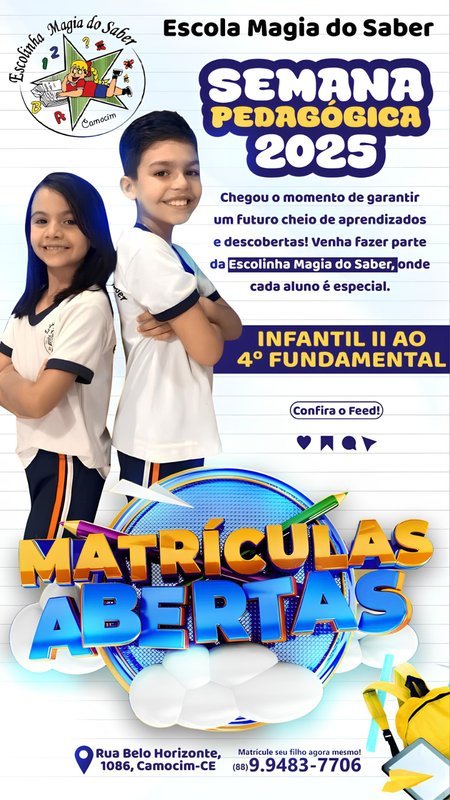 Escolinha Magia do Saber
1 2
B A
Camocim
Escola Magia do Saber
SEMANA
PEDAGÓGICA
2025
Chegou o momento de garantir
um futuro cheio de aprendizados
e descobertas! Venha fazer parte
da Escolinha Magia do Saber, onde
cada aluno é especial.
INFANTIL II AO
4º FUNDAMENTAL
Confira o Feed!
MATRÍCULAS
ABERTAS
Rua Belo Horizonte,
1086, Camocim-CE
Matricule seu filho agora mesmo!
(88) 9.9483-7706